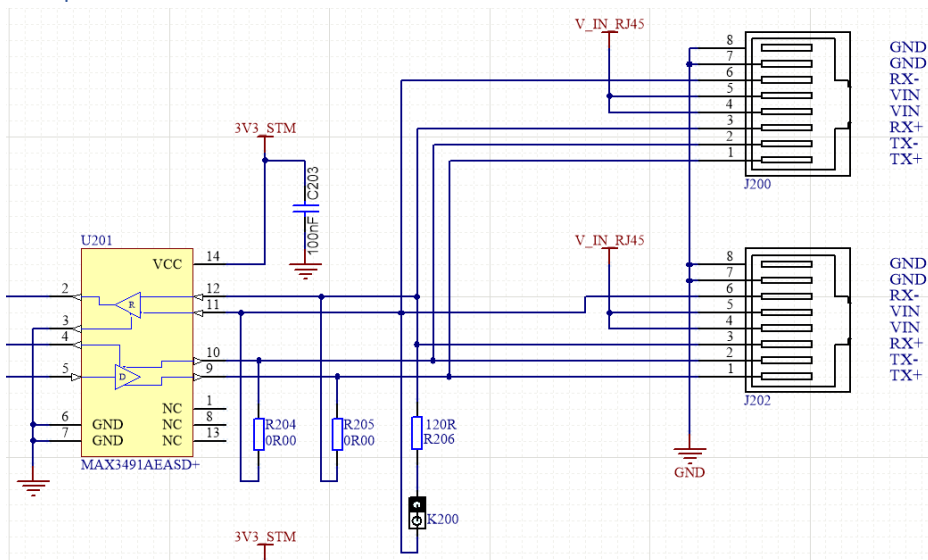 V_IN_RJ45
8
7
6
5
4
3
2
1
GND
GND
RX-
VIN
VIN
RX+
TX-
TX+
J200
3V3_STM
C203
100nF
U201
VCC
14
2
R
12
11
3
4
10
5
D
9
NC
1
6
GND
NC
8
7
GND
NC
13
MAX3491AEASD+
R204
0R00
R205
0R00
120R
R206
K200
V_IN_RJ45
8
7
6
5
4
3
2
1
GND
GND
RX-
VIN
VIN
RX+
TX-
TX+
J202
GND
3V3_STM